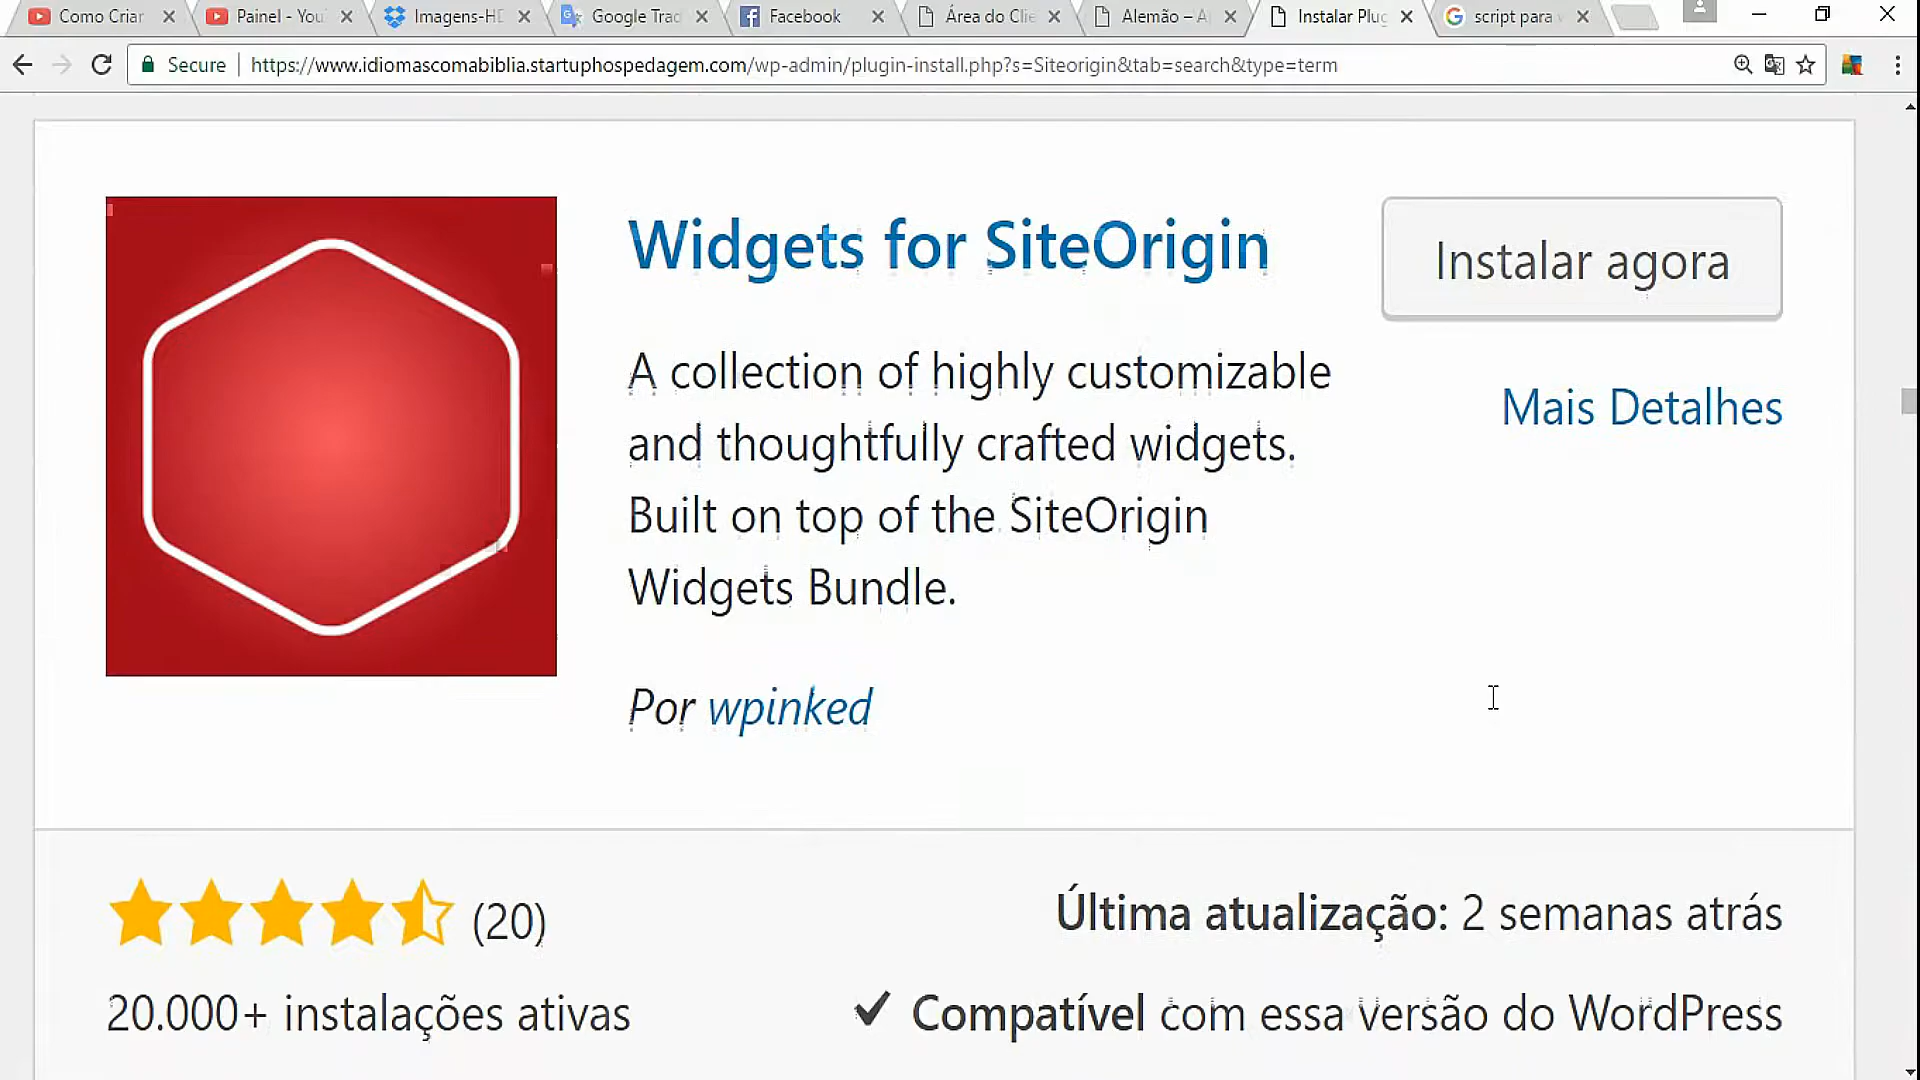 Como Criar
Painel - You
Imagens-HD
Google Trad
Facebook
Área do Clie
Alemão – A
Instalar Plug
script para
Secure
https://www.idiomascomabiblia.startuphospedagem.com/wp-admin/plugin-install.php?s=Siteorigin&tab=search&type=term
Widgets for SiteOrigin
Instalar agora
A collection of highly customizable
and thoughtfully crafted widgets.
Built on top of the SiteOrigin
Widgets Bundle.
Mais Detalhes
Por wpinked
(20)
Última atualização: 2 semanas atrás
20.000+ instalações ativas
Compatível com essa versão do WordPress